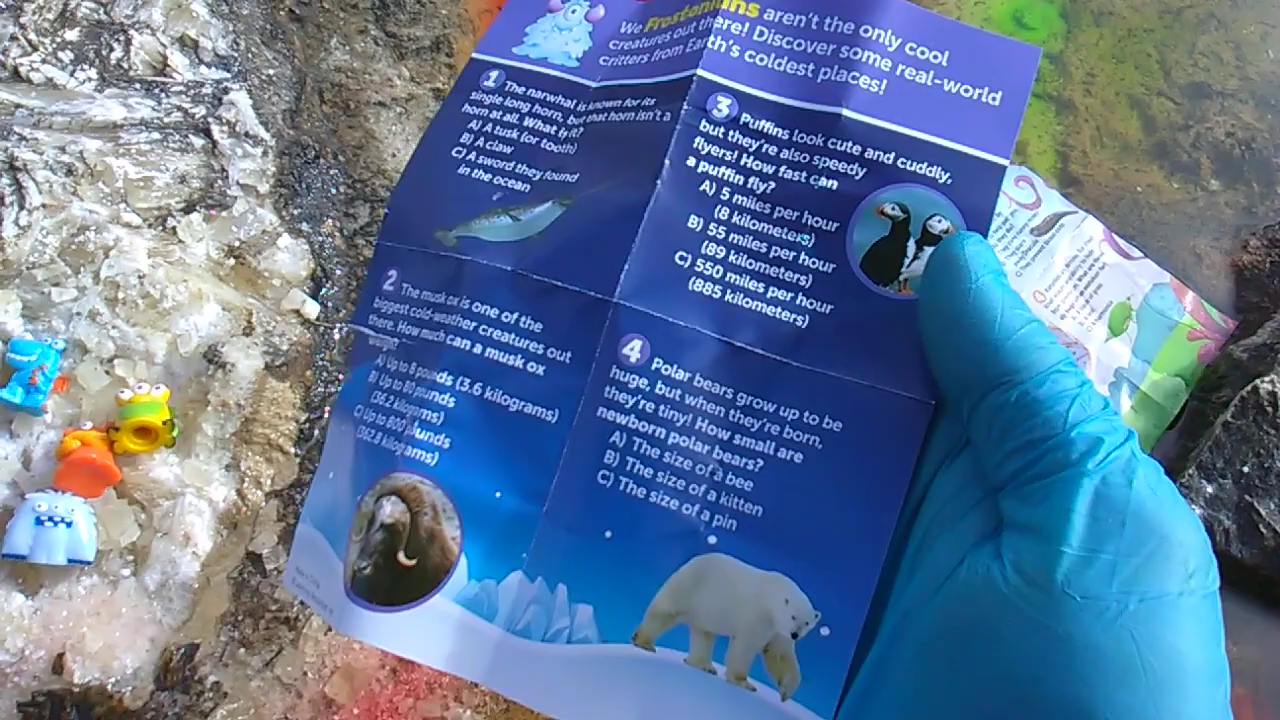 We Frostonians aren't the only cool
Creatures out there! Discover some real-world
Critters from Earth's coldest places!
1 The narwhal is known for its
single long horn, but that horn isn't a
horn at all. What is it?
A) A tusk (or tooth)
B) A claw
C) A sword they found
in the ocean
2 The musk ox is one of the
biggest cold-weather creatures out
there. How much can a musk ox
weigh?
A) Up to 8 pounds (3.6 kilograms)
B) Up to 80 pounds
(36.2 kilograms)
C) Up to 800 pounds
(362.8 kilograms)
3 Puffins look cute and cuddly,
but they're also speedy
flyers! How fast can
a puffin fly?
A) 5 miles per hour
(8 kilometers)
B) 55 miles per hour
(89 kilometers)
C) 550 miles per hour
(885 kilometers)
4 Polar bears grow up to be
huge, but when they're born,
they're tiny! How small are
newborn polar bears?
A) The size of a bee
B) The size of a kitten
C) The size of a pin